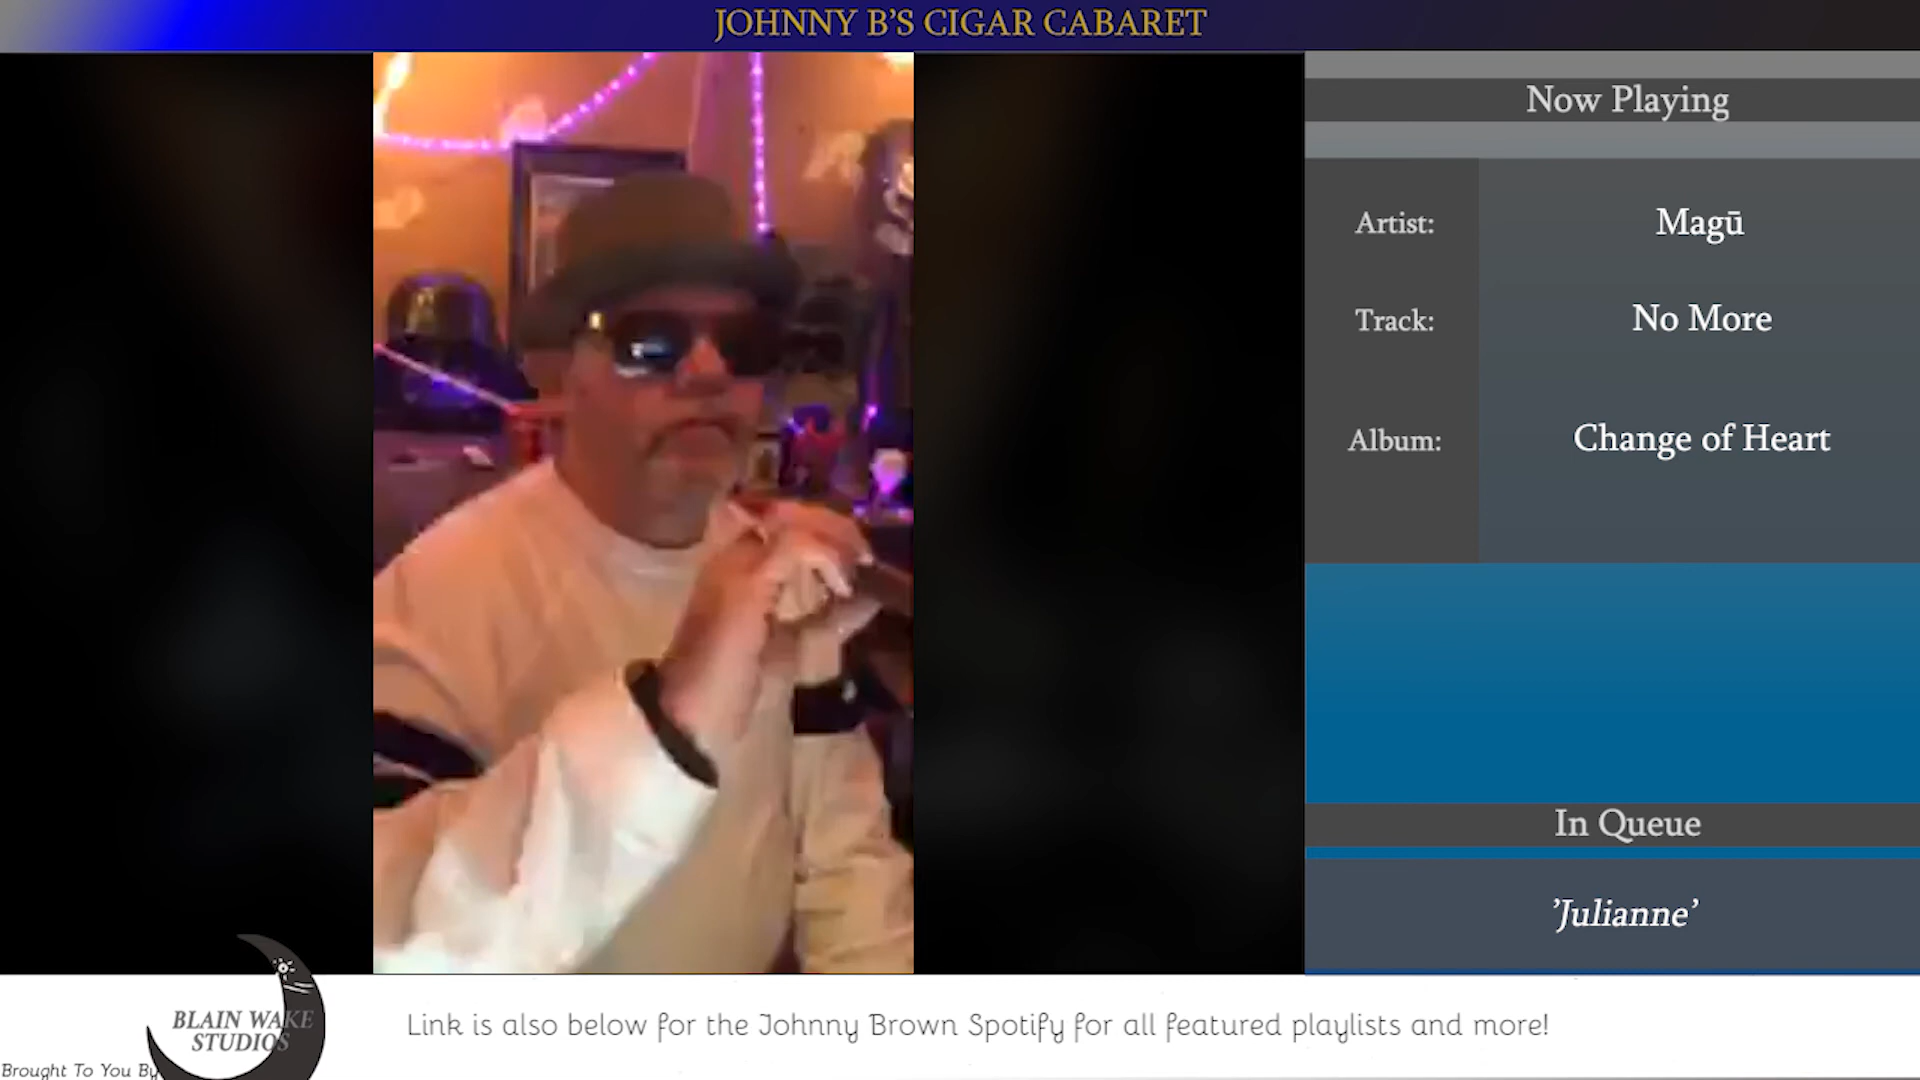 JOHNNY B’S CIGAR CABARET
Now Playing
Artist: Magū
Track: No More
Album: Change of Heart
In Queue
’Julianne’
BLAIN WAKE
STUDIOS
Link is also below for the Johnny Brown Spotify for all featured playlists and more!
Brought To You By